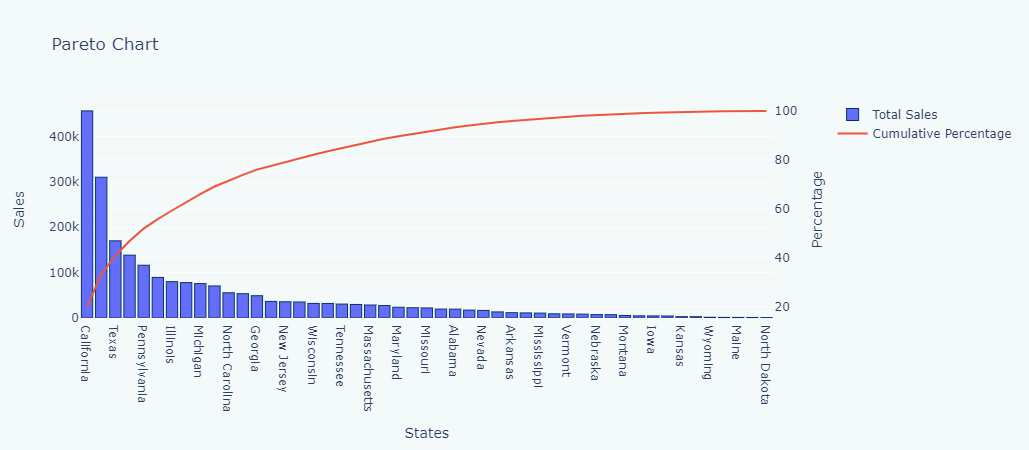 Pareto Chart
Total Sales
Cumulative Percentage
Sales
400k
300k
200k
100k
0
100
80
60
40
20
Percentage
California
Texas
Pennsylvania
Illinois
Michigan
North Carolina
Georgia
New Jersey
Wisconsin
Tennessee
Massachusetts
Maryland
Missouri
Alabama
Nevada
Arkansas
Mississippi
Vermont
Nebraska
Montana
Iowa
Kansas
Wyoming
Maine
North Dakota
States